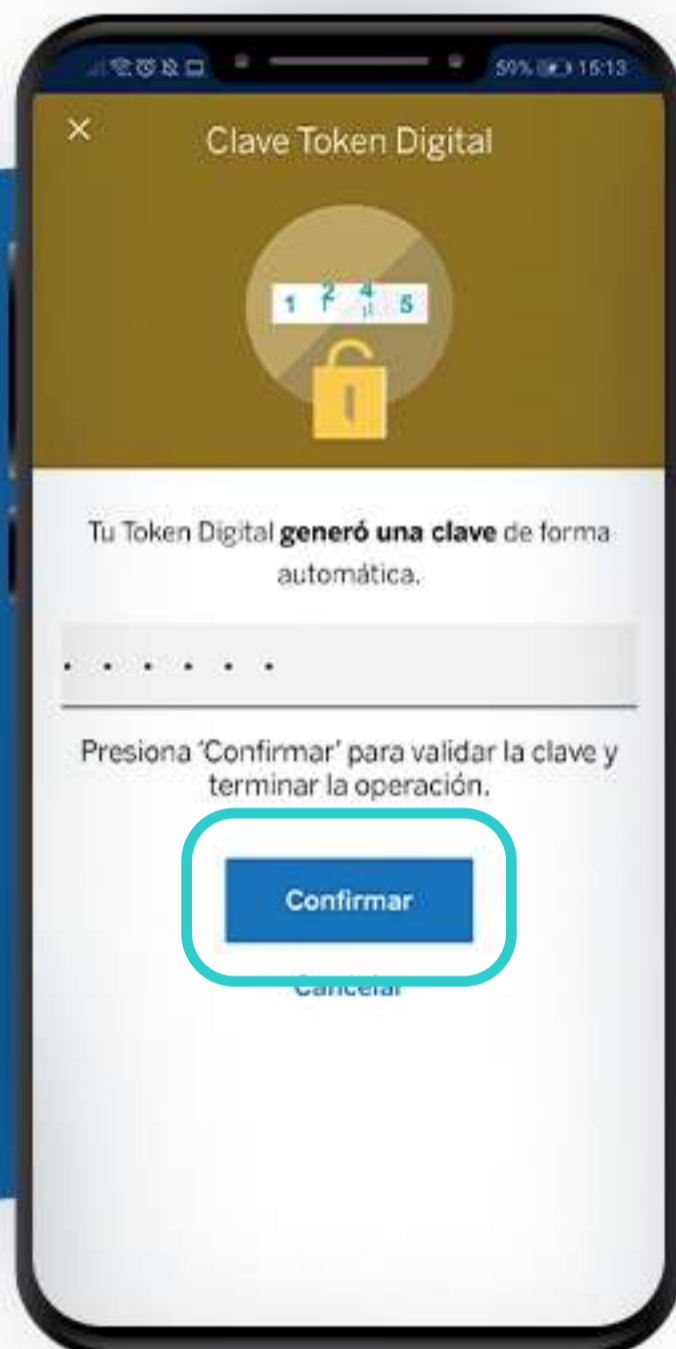 59% 15:13
Clave Token Digital
1 2 4 5
Tu Token Digital generó una clave de forma
automática.
Presiona 'Confirmar' para validar la clave y
terminar la operación.
Confirmar
Cancelar